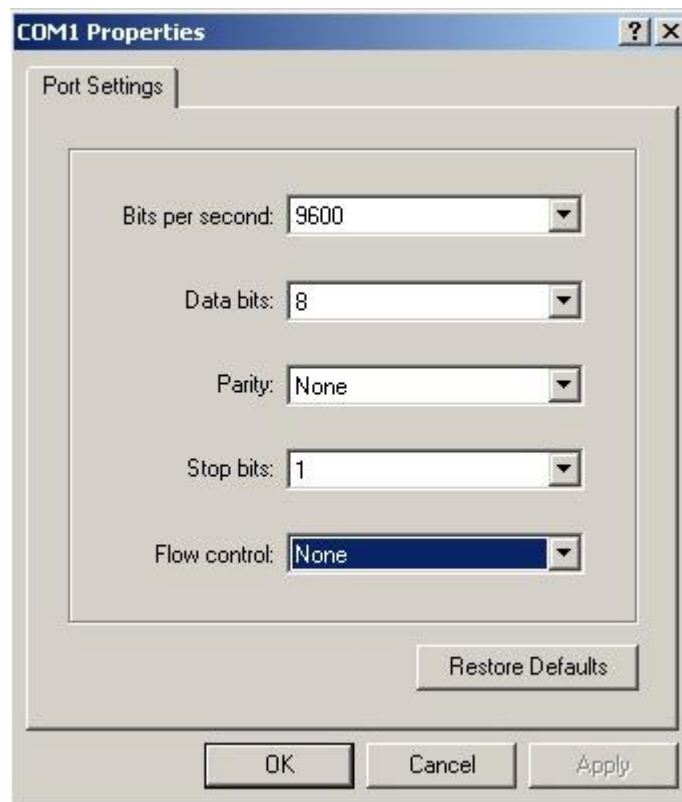 COM1 Properties
Port Settings
Bits per second: 9600
Data bits: 8
Parity: None
Stop bits: 1
Flow control: None
Restore Defaults
OK Cancel Apply